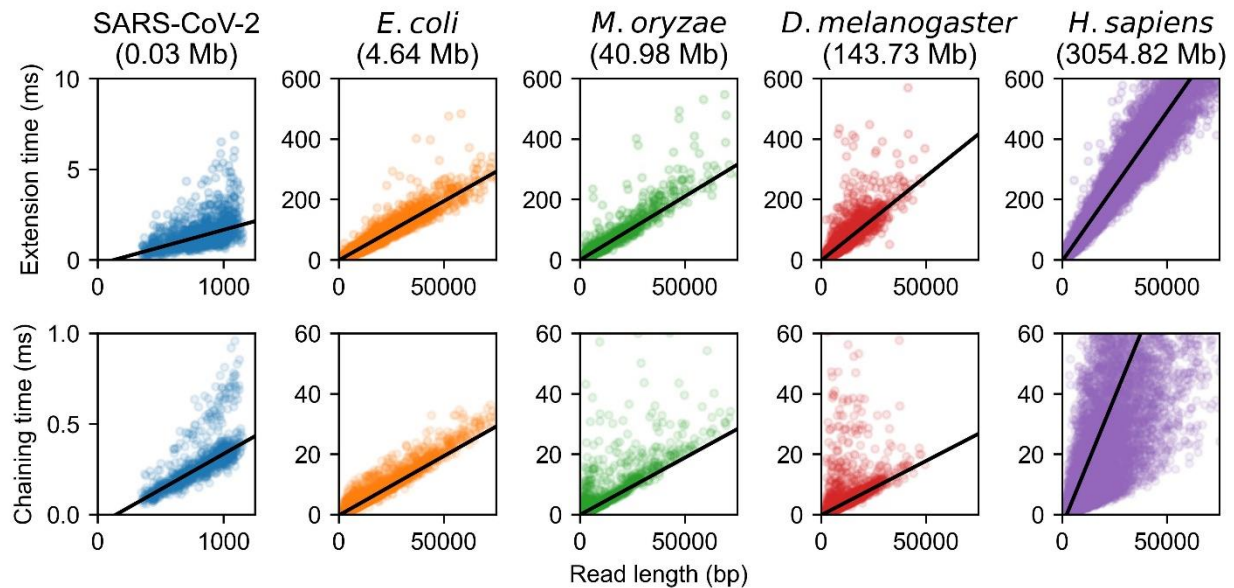 SARS-CoV-2 E. coli M. oryzae D. melanogaster H. sapiens
(0.03 Mb) (4.64 Mb) (40.98 Mb) (143.73 Mb) (3054.82 Mb)
Extension time (ms)
10 600 600 600 600
400 400 400 400
5
200 200 200 200
0 0 0 0 0
0 1000 0 50000 0 50000 0 50000 0 50000
Chaining time (ms)
1.0 60 60 60 60
40 40 40 40
0.5
20 20 20 20
0.0 0 0 0 0
0 1000 0 50000 0 50000 0 50000 0 50000
Read length (bp)